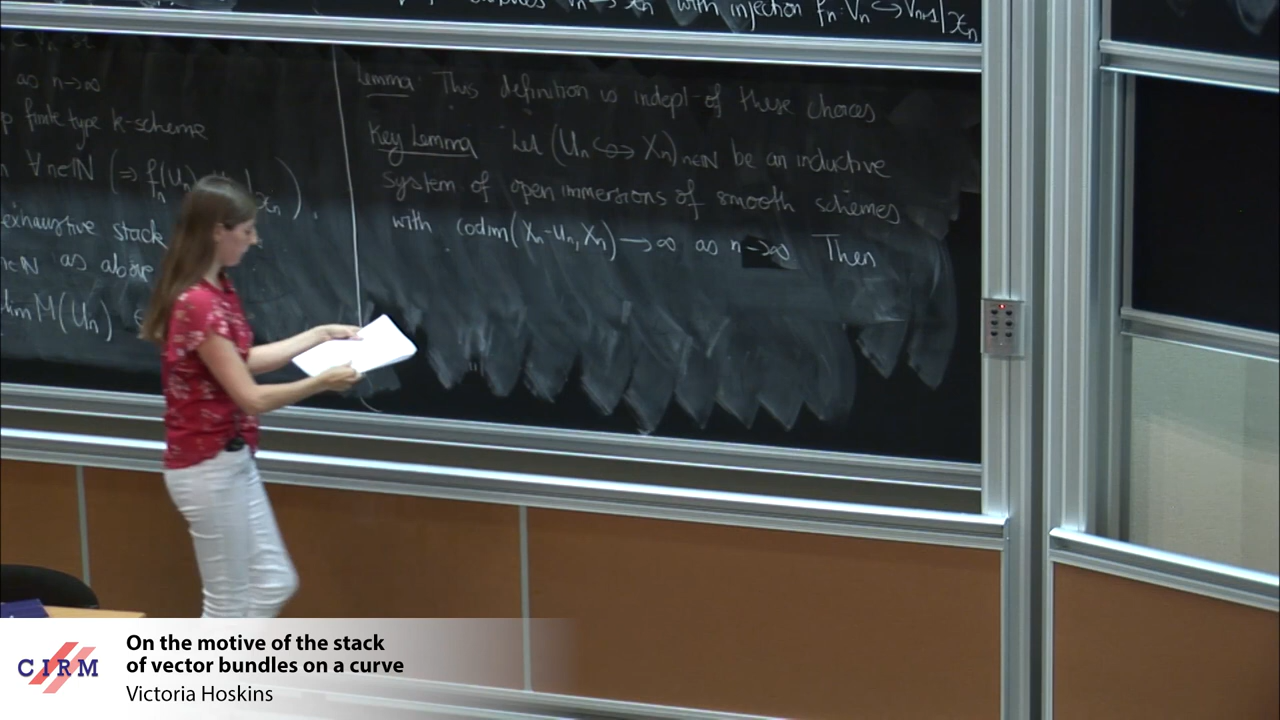 with injection fn: Vn ↪ Vn+1|𝒳n
as n→∞
finite type k-scheme
∀n∈ℕ (⇒ fn(Un)
exhaustive stack
as above
dim M(Un)
Lemma: This definition is indept of these choices
Key Lemma Let (Un ↪ Xn)n∈ℕ be an inductive
system of open immersions of smooth schemes
with codim(Xn-Un, Xn) → ∞ as n→∞ Then
CIRM
On the motive of the stack
of vector bundles on a curve
Victoria Hoskins